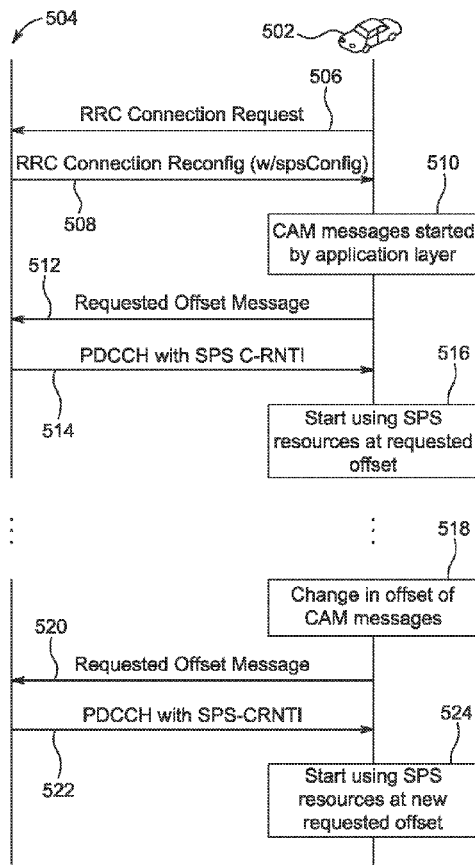 504
502
506
RRC Connection Request
RRC Connection Reconfig (w/spsConfig)
508
510
CAM messages started
by application layer
512
Requested Offset Message
PDCCH with SPS C-RNTI
514
516
Start using SPS
resources at requested
offset
518
Change in offset of
CAM messages
520
Requested Offset Message
PDCCH with SPS-CRNTI
522
524
Start using SPS
resources at new
requested offset